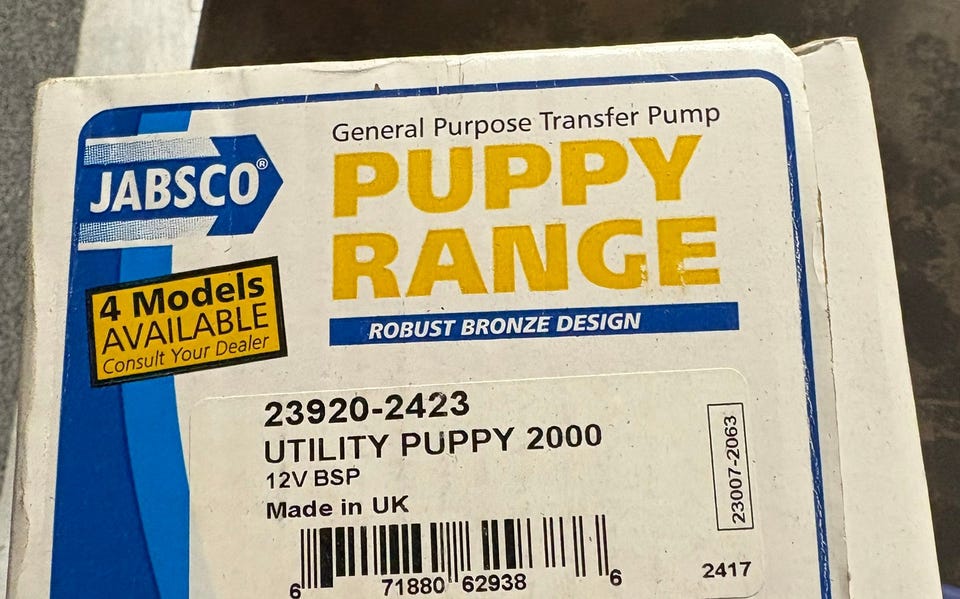 General Purpose Transfer Pump
JABSCO®
PUPPY
RANGE
4 Models
AVAILABLE
Consult Your Dealer
ROBUST BRONZE DESIGN
23920-2423
UTILITY PUPPY 2000
12V BSP
Made in UK
23007-2063
6 71880 62938 6
2417